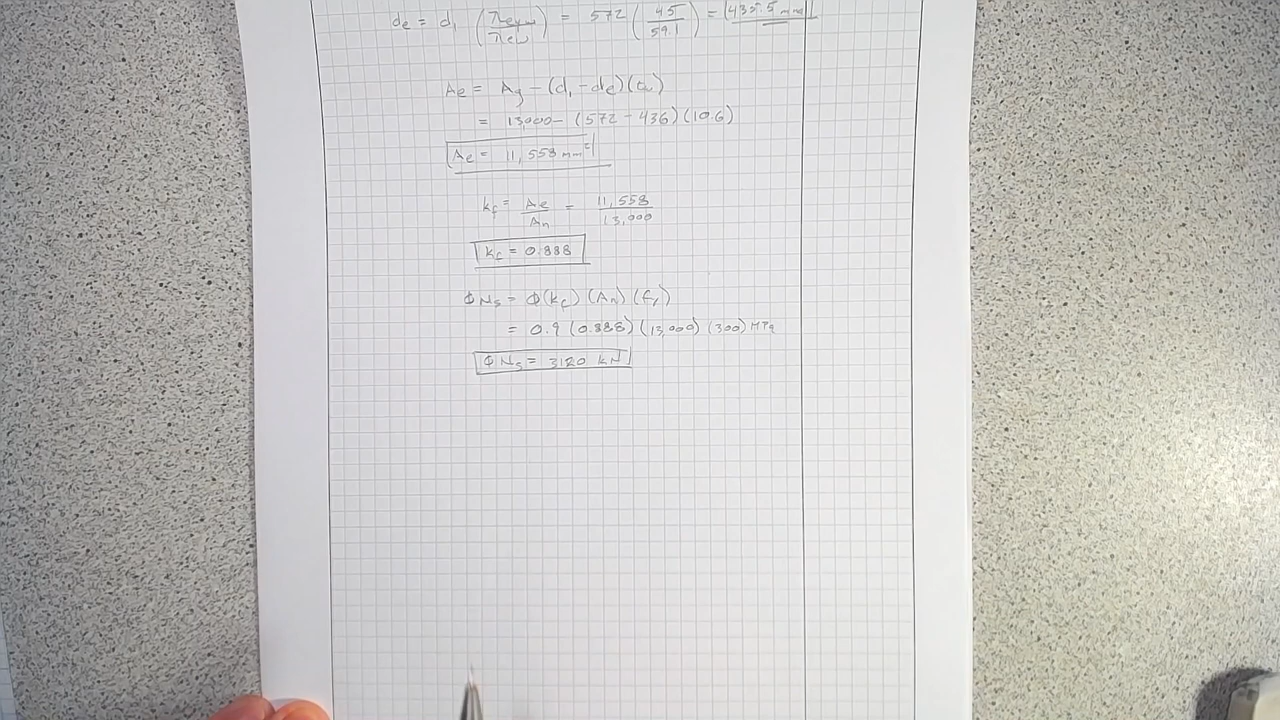 de = d₁ (λey / λew) = 572 (45 / 59.1) = 435.5 mm
Ae = Ag - (d₁ - de)(tw)
= 13,000 - (572 - 436)(10.6)
Ae = 11,558 mm²
kf = Ae / An = 11,558 / 13,000
kf = 0.888
ΦNs = Φ(kf)(An)(fy)
= 0.9 (0.888)(13,000)(300) MPa
ΦNs = 3120 kN